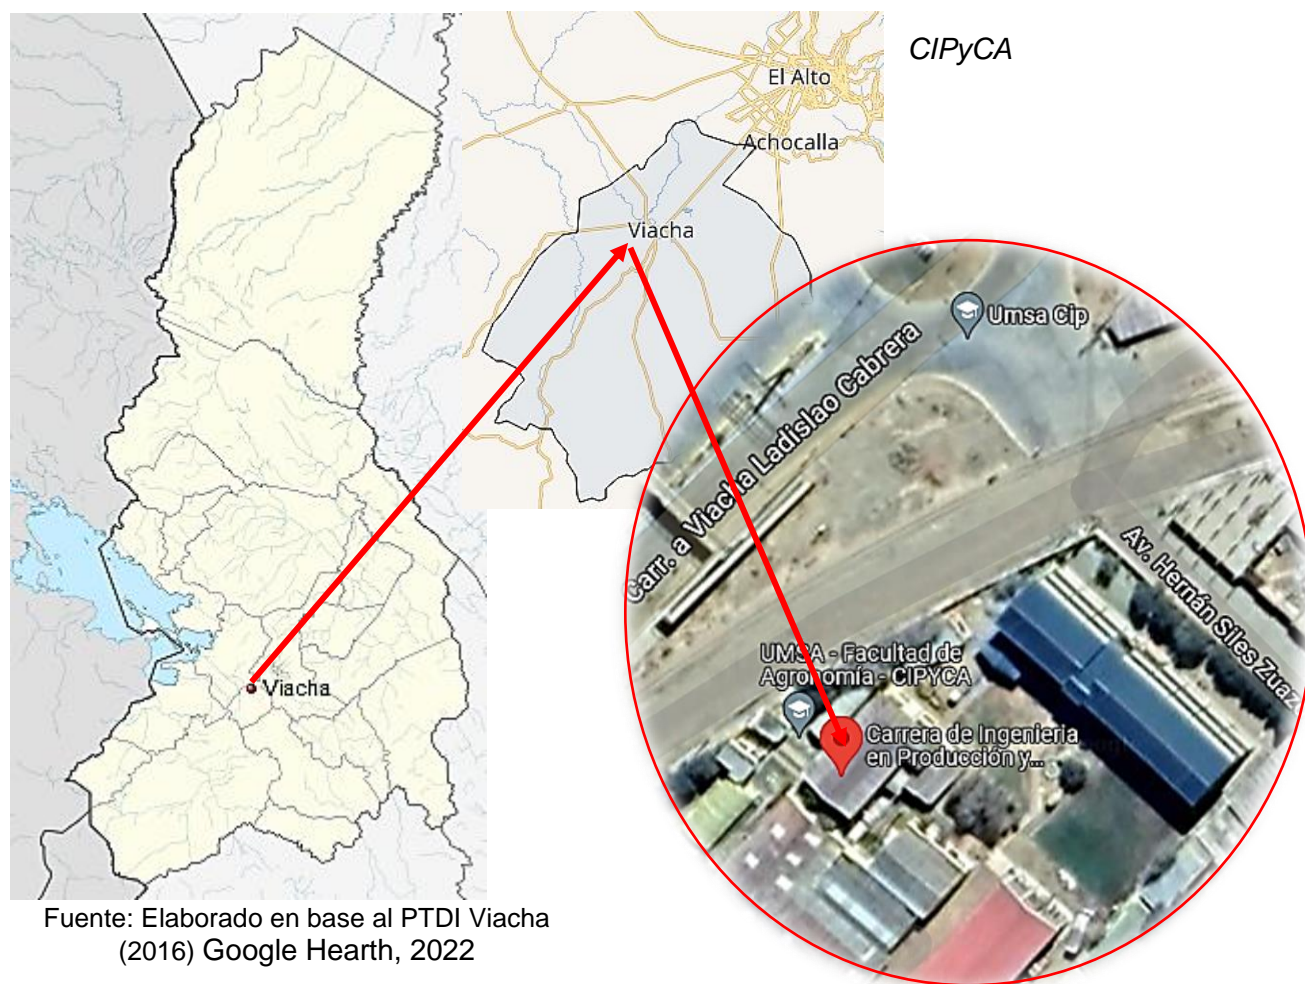 CIPyCA
El Alto
Achocalla
Viacha
Viacha
Umsa Cip
Carr. a Viacha Ladislao Cabrera
Av. Hernán Siles Zuaz
UMSA - Facultad de
Agronomía - CIPYCA
Carrera de Ingeniería
en Producción y...
Fuente: Elaborado en base al PTDI Viacha
(2016) Google Hearth, 2022